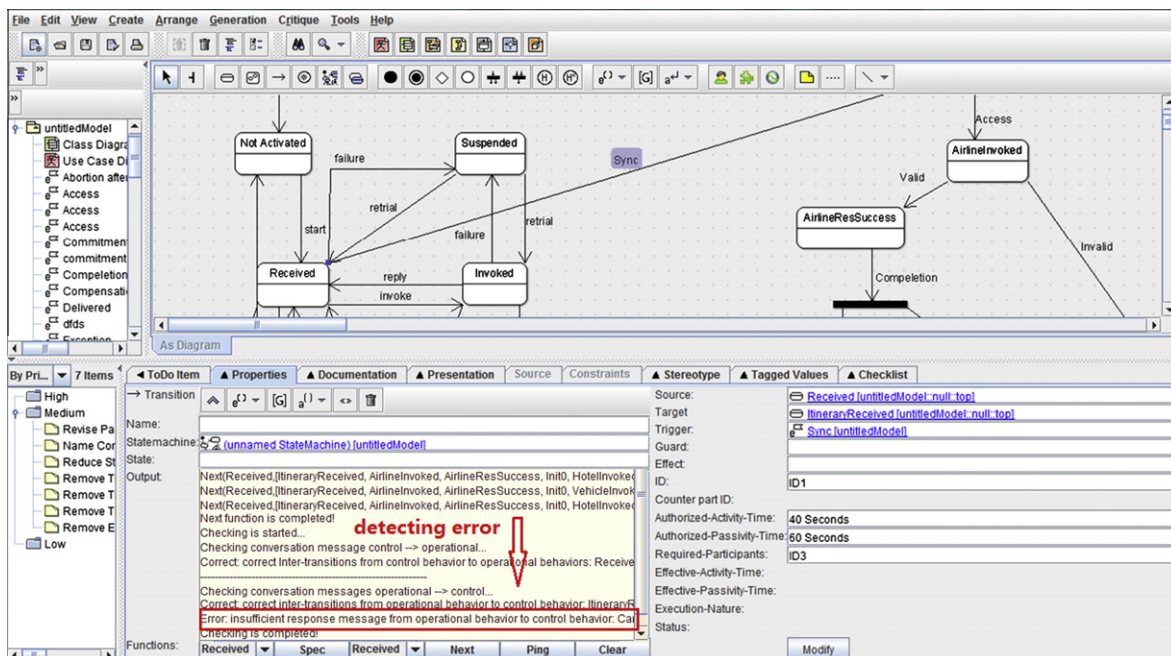 File Edit View Create Arrange Generation Critique Tools Help
untitledModel
Class Diagra
Use Case Di
Abortion after
Access
Access
Access
Commitment
commitment
Compeletion
Compensati
Delivered
dfds
Exception
Not Activated
Suspended
failure
retrial
start
failure
retrial
Received
reply
invoke
Invoked
Sync
Access
AirlineInvoked
Valid
AirlineResSuccess
Invalid
Competion
As Diagram
By Pri... 7 Items
High
Medium
Revise Pa
Name Con
Reduce St
Remove T
Remove T
Remove T
Remove E
Low
ToDo Item Properties Documentation Presentation Source Constraints Stereotype Tagged Values Checklist
Transition
Name:
Statemachine: (unnamed StateMachine) [untitledModel]
State:
Output:
Next(Received,[ItineraryReceived, AirlineInvoked, AirlineResSuccess, Init0, HotelInvoked
Next(Received,[ItineraryReceived, AirlineInvoked, AirlineResSuccess, Init0, VehicleInvok
Next(Received,[ItineraryReceived, AirlineInvoked, AirlineResSuccess, Init0, HotelInvoked
Next function is completed!
detecting error
Checking is started...
Checking conversation message control --> operational...
Correct: correct Inter-transitions from control behavior to operational behaviors: Receive
Checking conversation messages operational --> control...
Correct: correct inter-transitions from operational behavior to control behavior: ItineraryR
Error: insufficient response message from operational behavior to control behavior: Ca
Checking is completed!
Functions: Received Spec Received Next Ping Clear
Source: Received [untitledModel::null::top]
Target ItineraryReceived [untitledModel::null::top]
Trigger: Sync [untitledModel]
Guard:
Effect:
ID: ID1
Counter part ID:
Authorized-Activity-Time: 40 Seconds
Authorized-Passivity-Time: 60 Seconds
Required-Participants: ID3
Effective-Activity-Time:
Effective-Passivity-Time:
Execution-Nature:
Status:
Modify